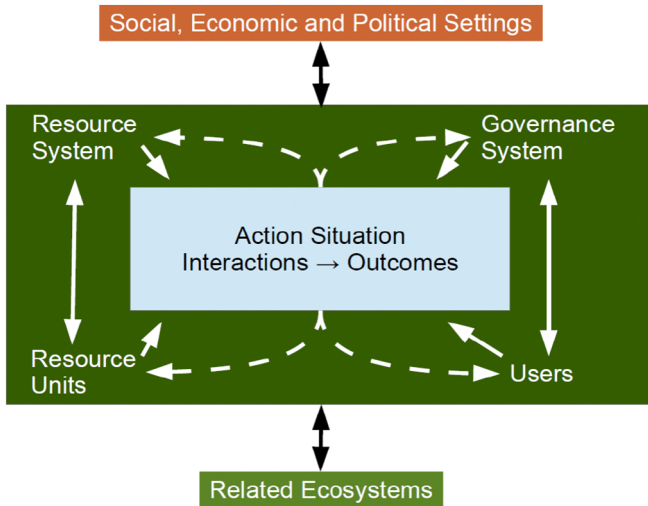 Social, Economic and Political Settings
Resource
System
Governance
System
Action Situation
Interactions → Outcomes
Resource
Units
Users
Related Ecosystems